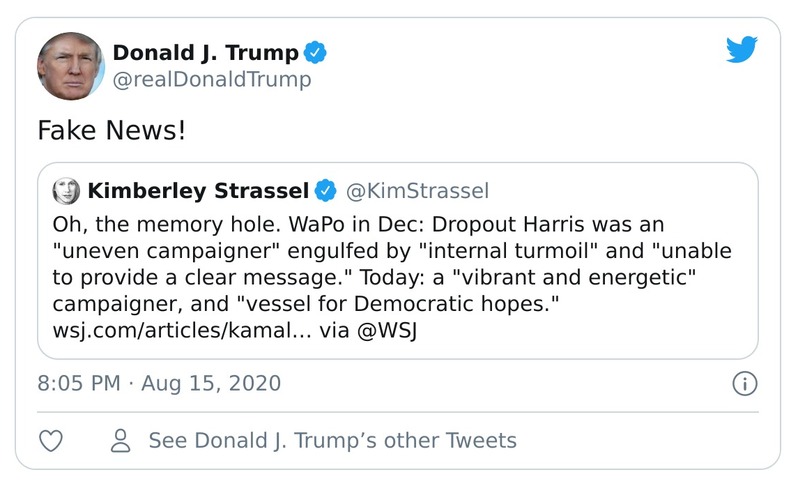 Donald J. Trump
@realDonaldTrump
Fake News!
Kimberley Strassel @KimStrassel
Oh, the memory hole. WaPo in Dec: Dropout Harris was an
"uneven campaigner" engulfed by "internal turmoil" and "unable
to provide a clear message." Today: a "vibrant and energetic"
campaigner, and "vessel for Democratic hopes."
wsj.com/articles/kamal… via @WSJ
8:05 PM · Aug 15, 2020
See Donald J. Trump’s other Tweets